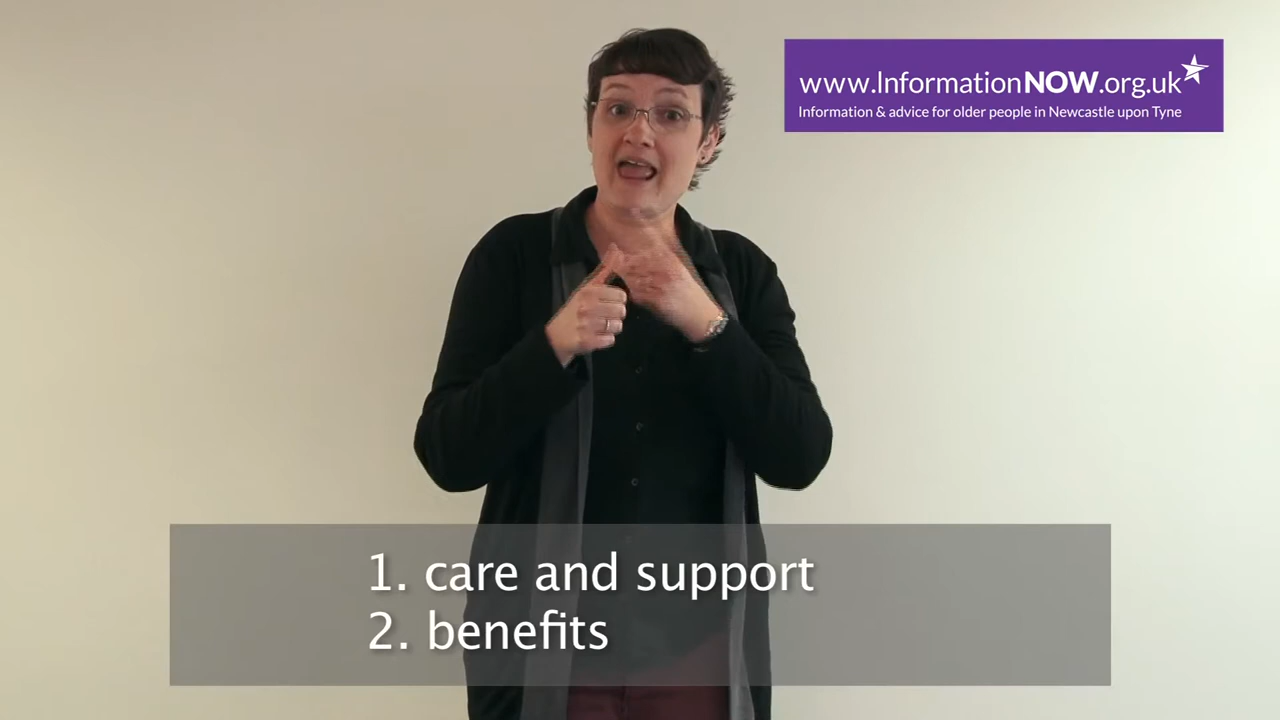 www.InformationNOW.org.uk
Information & advice for older people in Newcastle upon Tyne
1. care and support
2. benefits